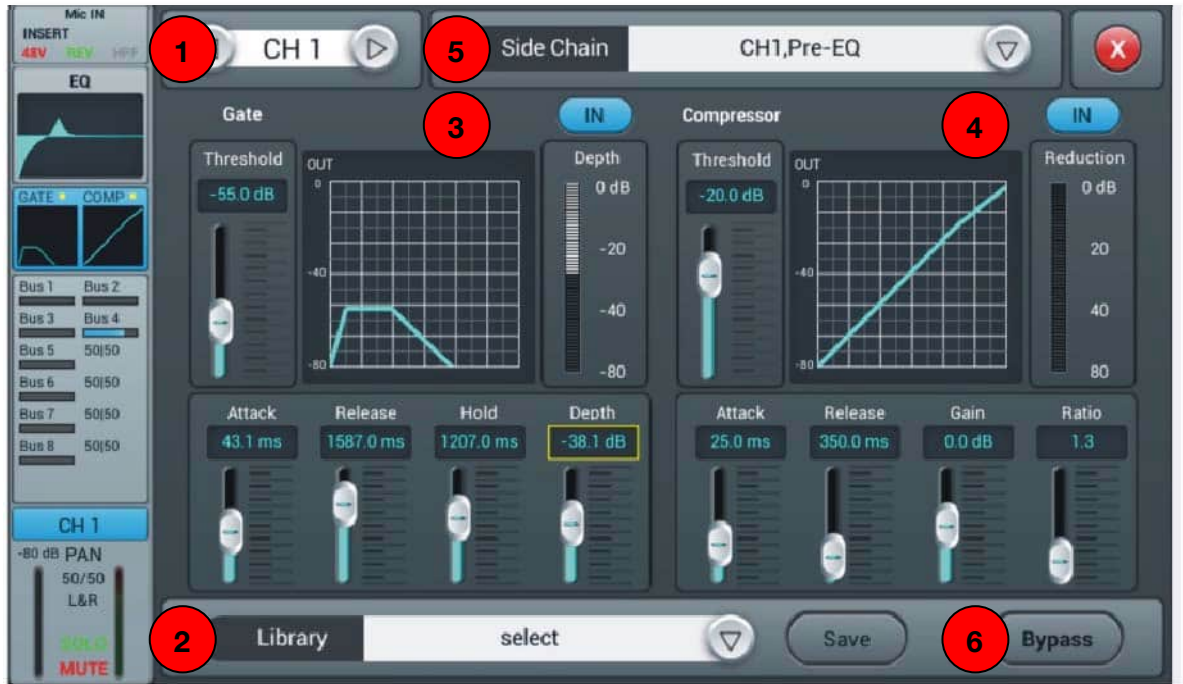 Mic IN
INSERT
48V REV HPF
1
CH 1
5
Side Chain
CH1,Pre-EQ
X
EQ
Gate
3
IN
Compressor
4
IN
Threshold
-55.0 dB
OUT
0
-40
-80
Depth
0 dB
-20
-40
-80
Threshold
-20.0 dB
OUT
0
-40
-80
Reduction
0 dB
20
40
80
GATE COMP
Bus 1 Bus 2
Bus 3 Bus 4
Bus 5 50|50
Bus 6 50|50
Bus 7 50|50
Bus 8 50|50
Attack Release Hold Depth
43.1 ms 1587.0 ms 1207.0 ms -38.1 dB
Attack Release Gain Ratio
25.0 ms 350.0 ms 0.0 dB 1.3
CH 1
-80 dB PAN
50/50
L&R
SOLO
MUTE
2
Library
select
Save
6
Bypass